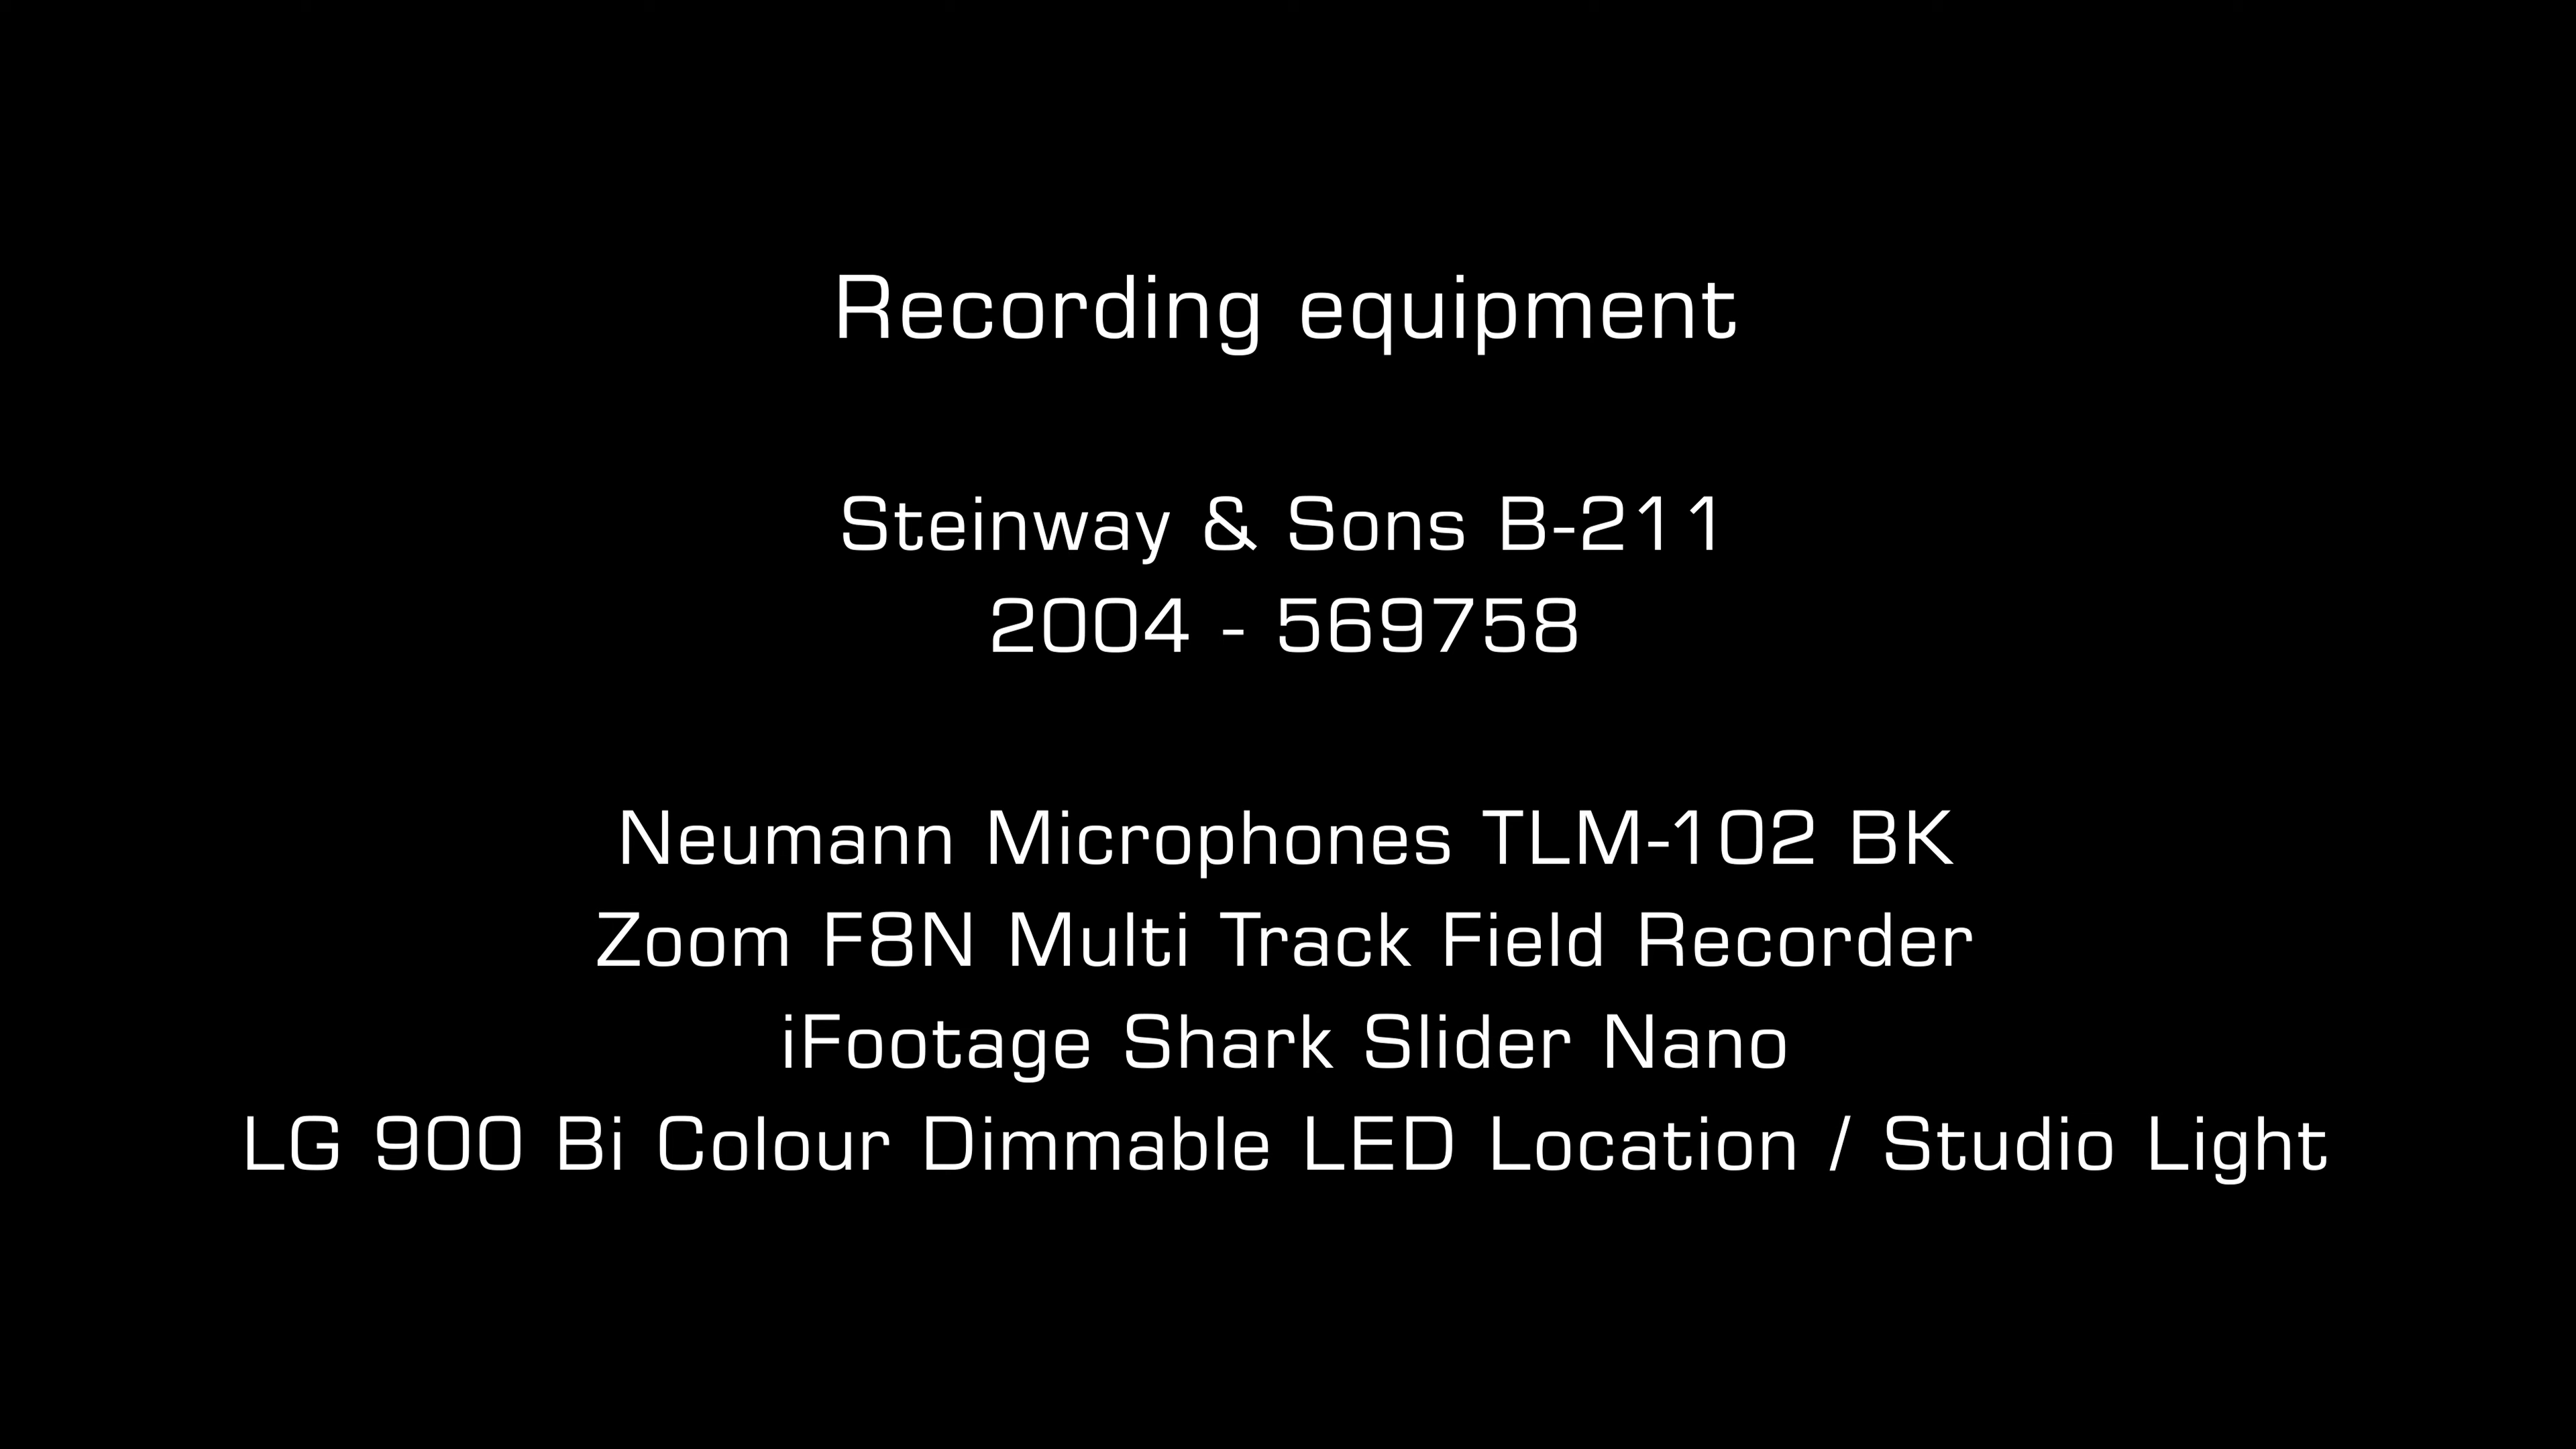 Recording equipment
Steinway & Sons B-211
2004 - 569758
Neumann Microphones TLM-102 BK
Zoom F8N Multi Track Field Recorder
iFootage Shark Slider Nano
LG 900 Bi Colour Dimmable LED Location / Studio Light